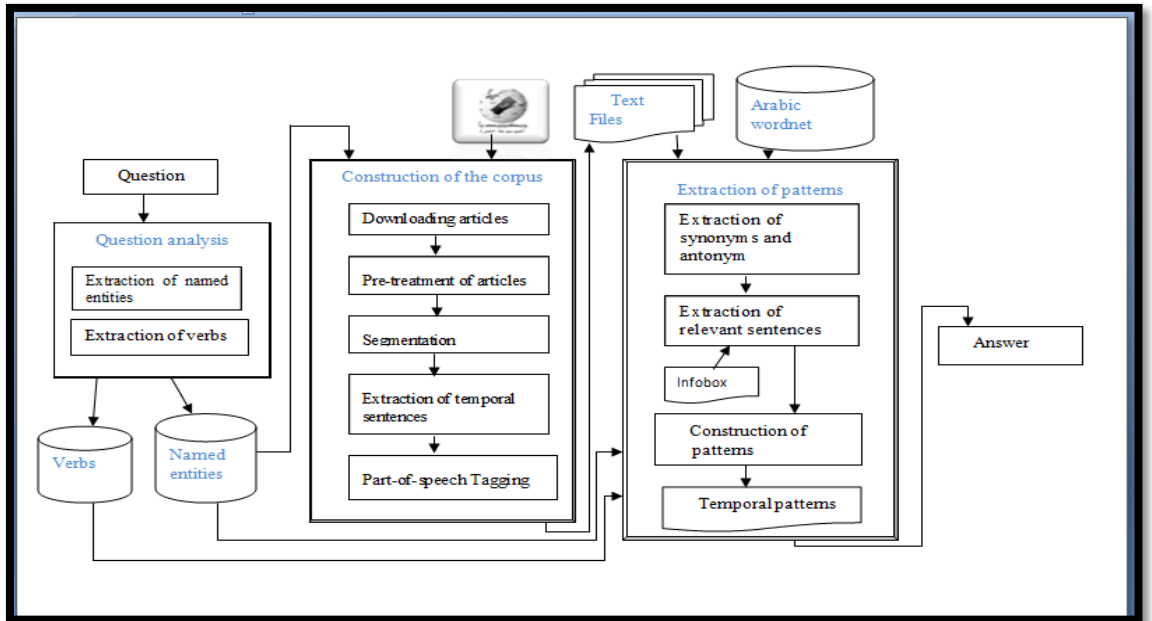 Question
Question analysis
Extraction of named
entities
Extraction of verbs
Verbs
Named
entities
Construction of the corpus
Downloading articles
Pre-treatment of articles
Segmentation
Extraction of temporal
sentences
Part-of-speech Tagging
Text
Files
Arabic
wordnet
Extraction of patterns
Extraction of
synonyms and
antonym
Extraction of
relevant sentences
Infobox
Construction of
patterns
Temporal patterns
Answer